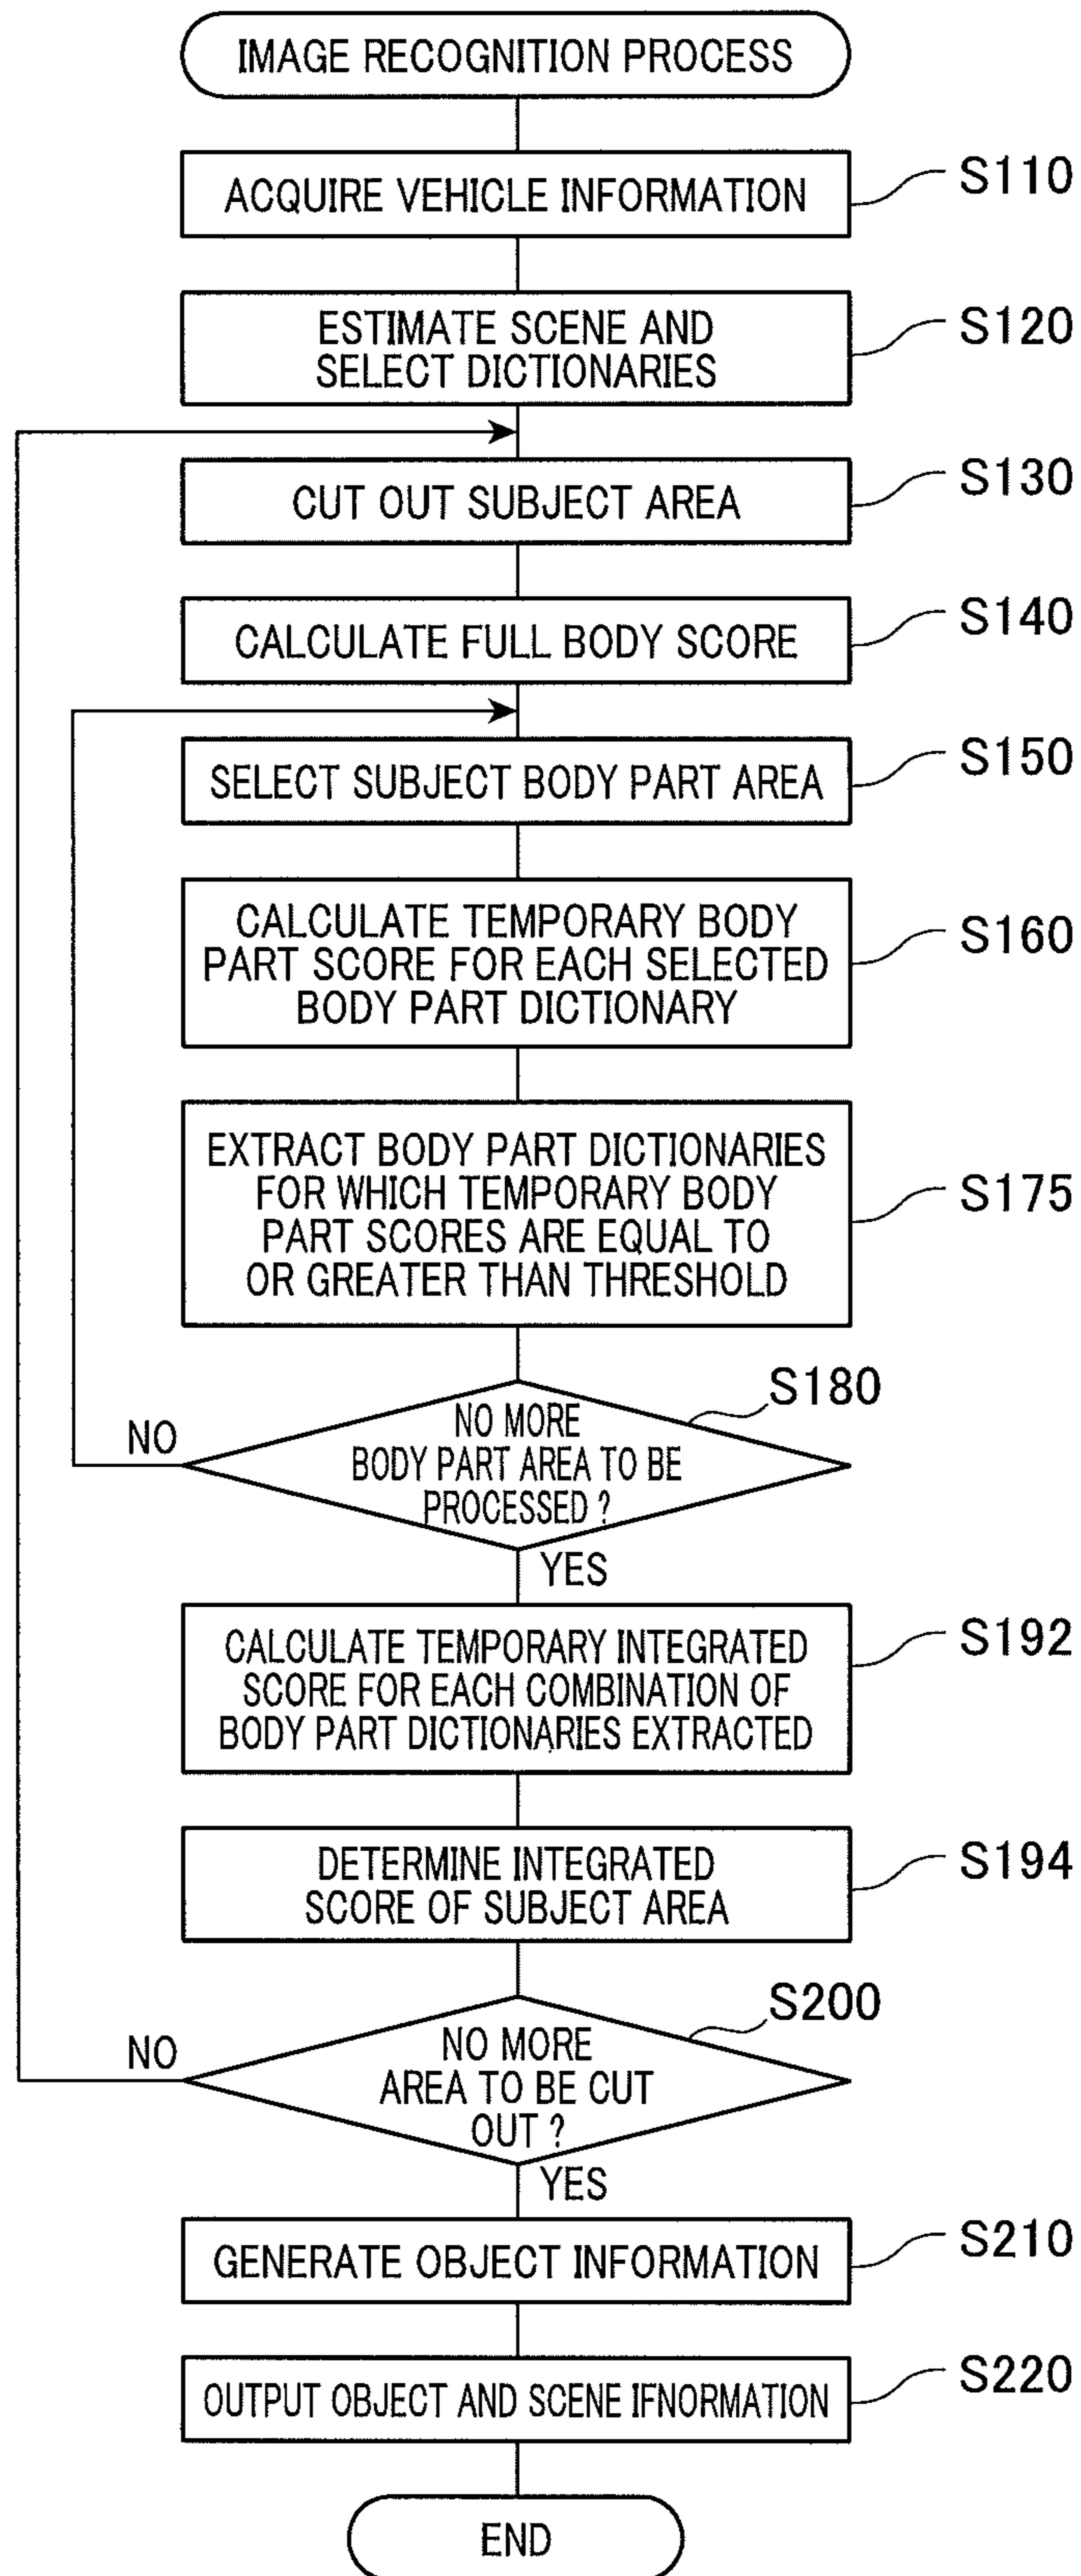 IMAGE RECOGNITION PROCESS
ACQUIRE VEHICLE INFORMATION
S110
ESTIMATE SCENE AND
SELECT DICTIONARIES
S120
CUT OUT SUBJECT AREA
S130
CALCULATE FULL BODY SCORE
S140
SELECT SUBJECT BODY PART AREA
S150
CALCULATE TEMPORARY BODY
PART SCORE FOR EACH SELECTED
BODY PART DICTIONARY
S160
EXTRACT BODY PART DICTIONARIES
FOR WHICH TEMPORARY BODY
PART SCORES ARE EQUAL TO
OR GREATER THAN THRESHOLD
S175
S180
NO MORE
BODY PART AREA TO BE
PROCESSED ?
NO
YES
CALCULATE TEMPORARY INTEGRATED
SCORE FOR EACH COMBINATION OF
BODY PART DICTIONARIES EXTRACTED
S192
DETERMINE INTEGRATED
SCORE OF SUBJECT AREA
S194
S200
NO MORE
AREA TO BE CUT
OUT ?
NO
YES
GENERATE OBJECT INFORMATION
S210
OUTPUT OBJECT AND SCENE IFNORMATION
S220
END